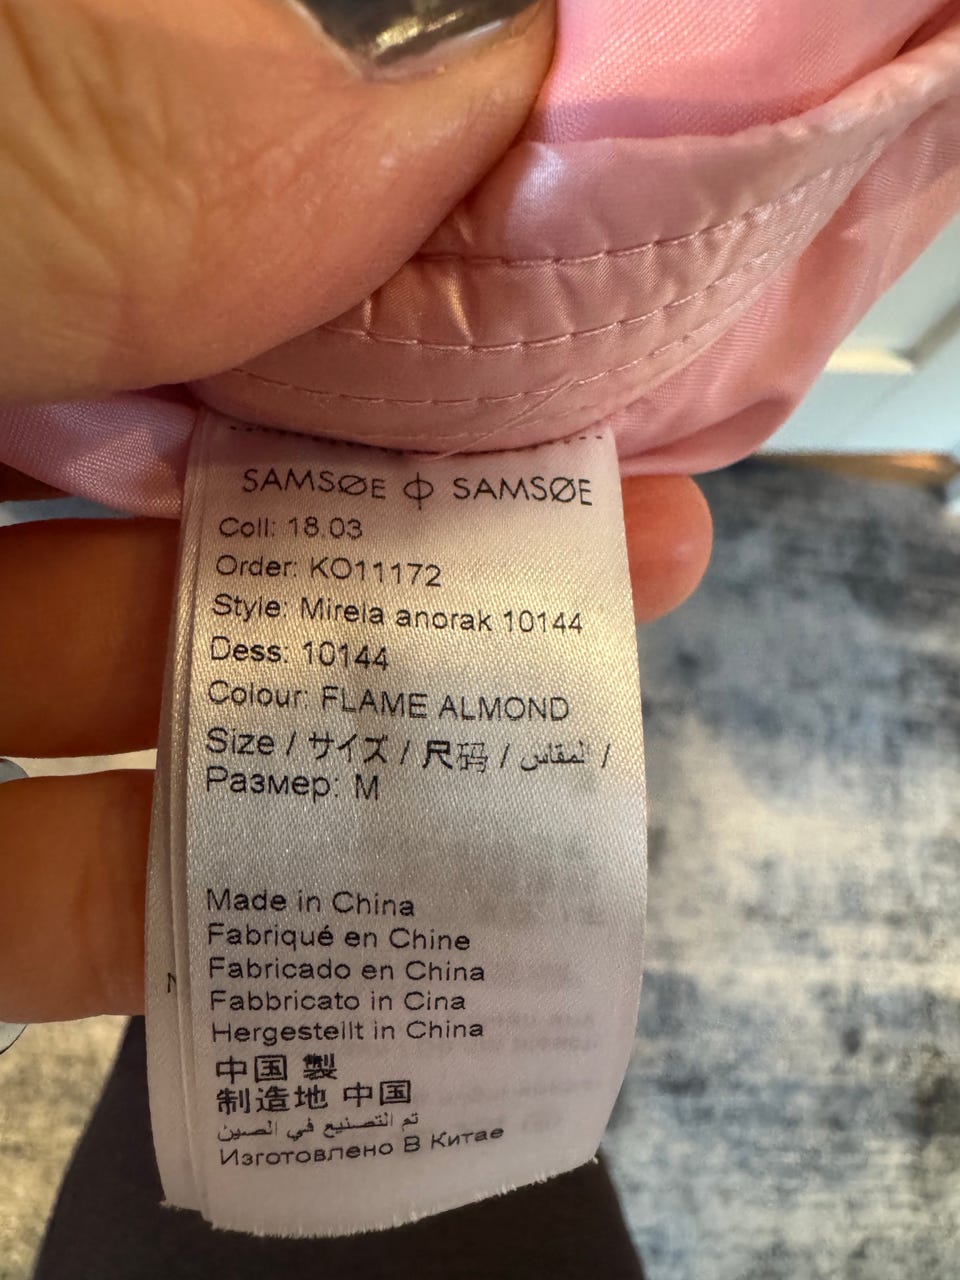 SAMSØE Φ SAMSØE
Coll: 18.03
Order: KO11172
Style: Mirela anorak 10144
Dess: 10144
Colour: FLAME ALMOND
Size / サイズ / 尺码 / المقاس /
Размер: M
Made in China
Fabriqué en Chine
Fabricado en China
Fabbricato in Cina
Hergestellt in China
中国 製
制造地 中国
تم التصنيع في الصين
Изготовлено В Китае